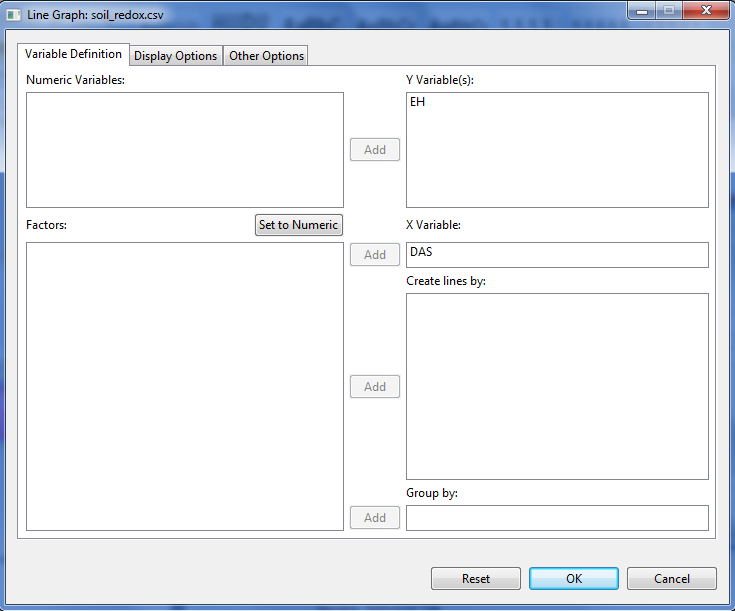 Line Graph: soil_redox.csv
Variable Definition
Display Options
Other Options
Numeric Variables:
Y Variable(s):
EH
Add
Factors:
Set to Numeric
X Variable:
Add
DAS
Create lines by:
Add
Group by:
Add
Reset
OK
Cancel